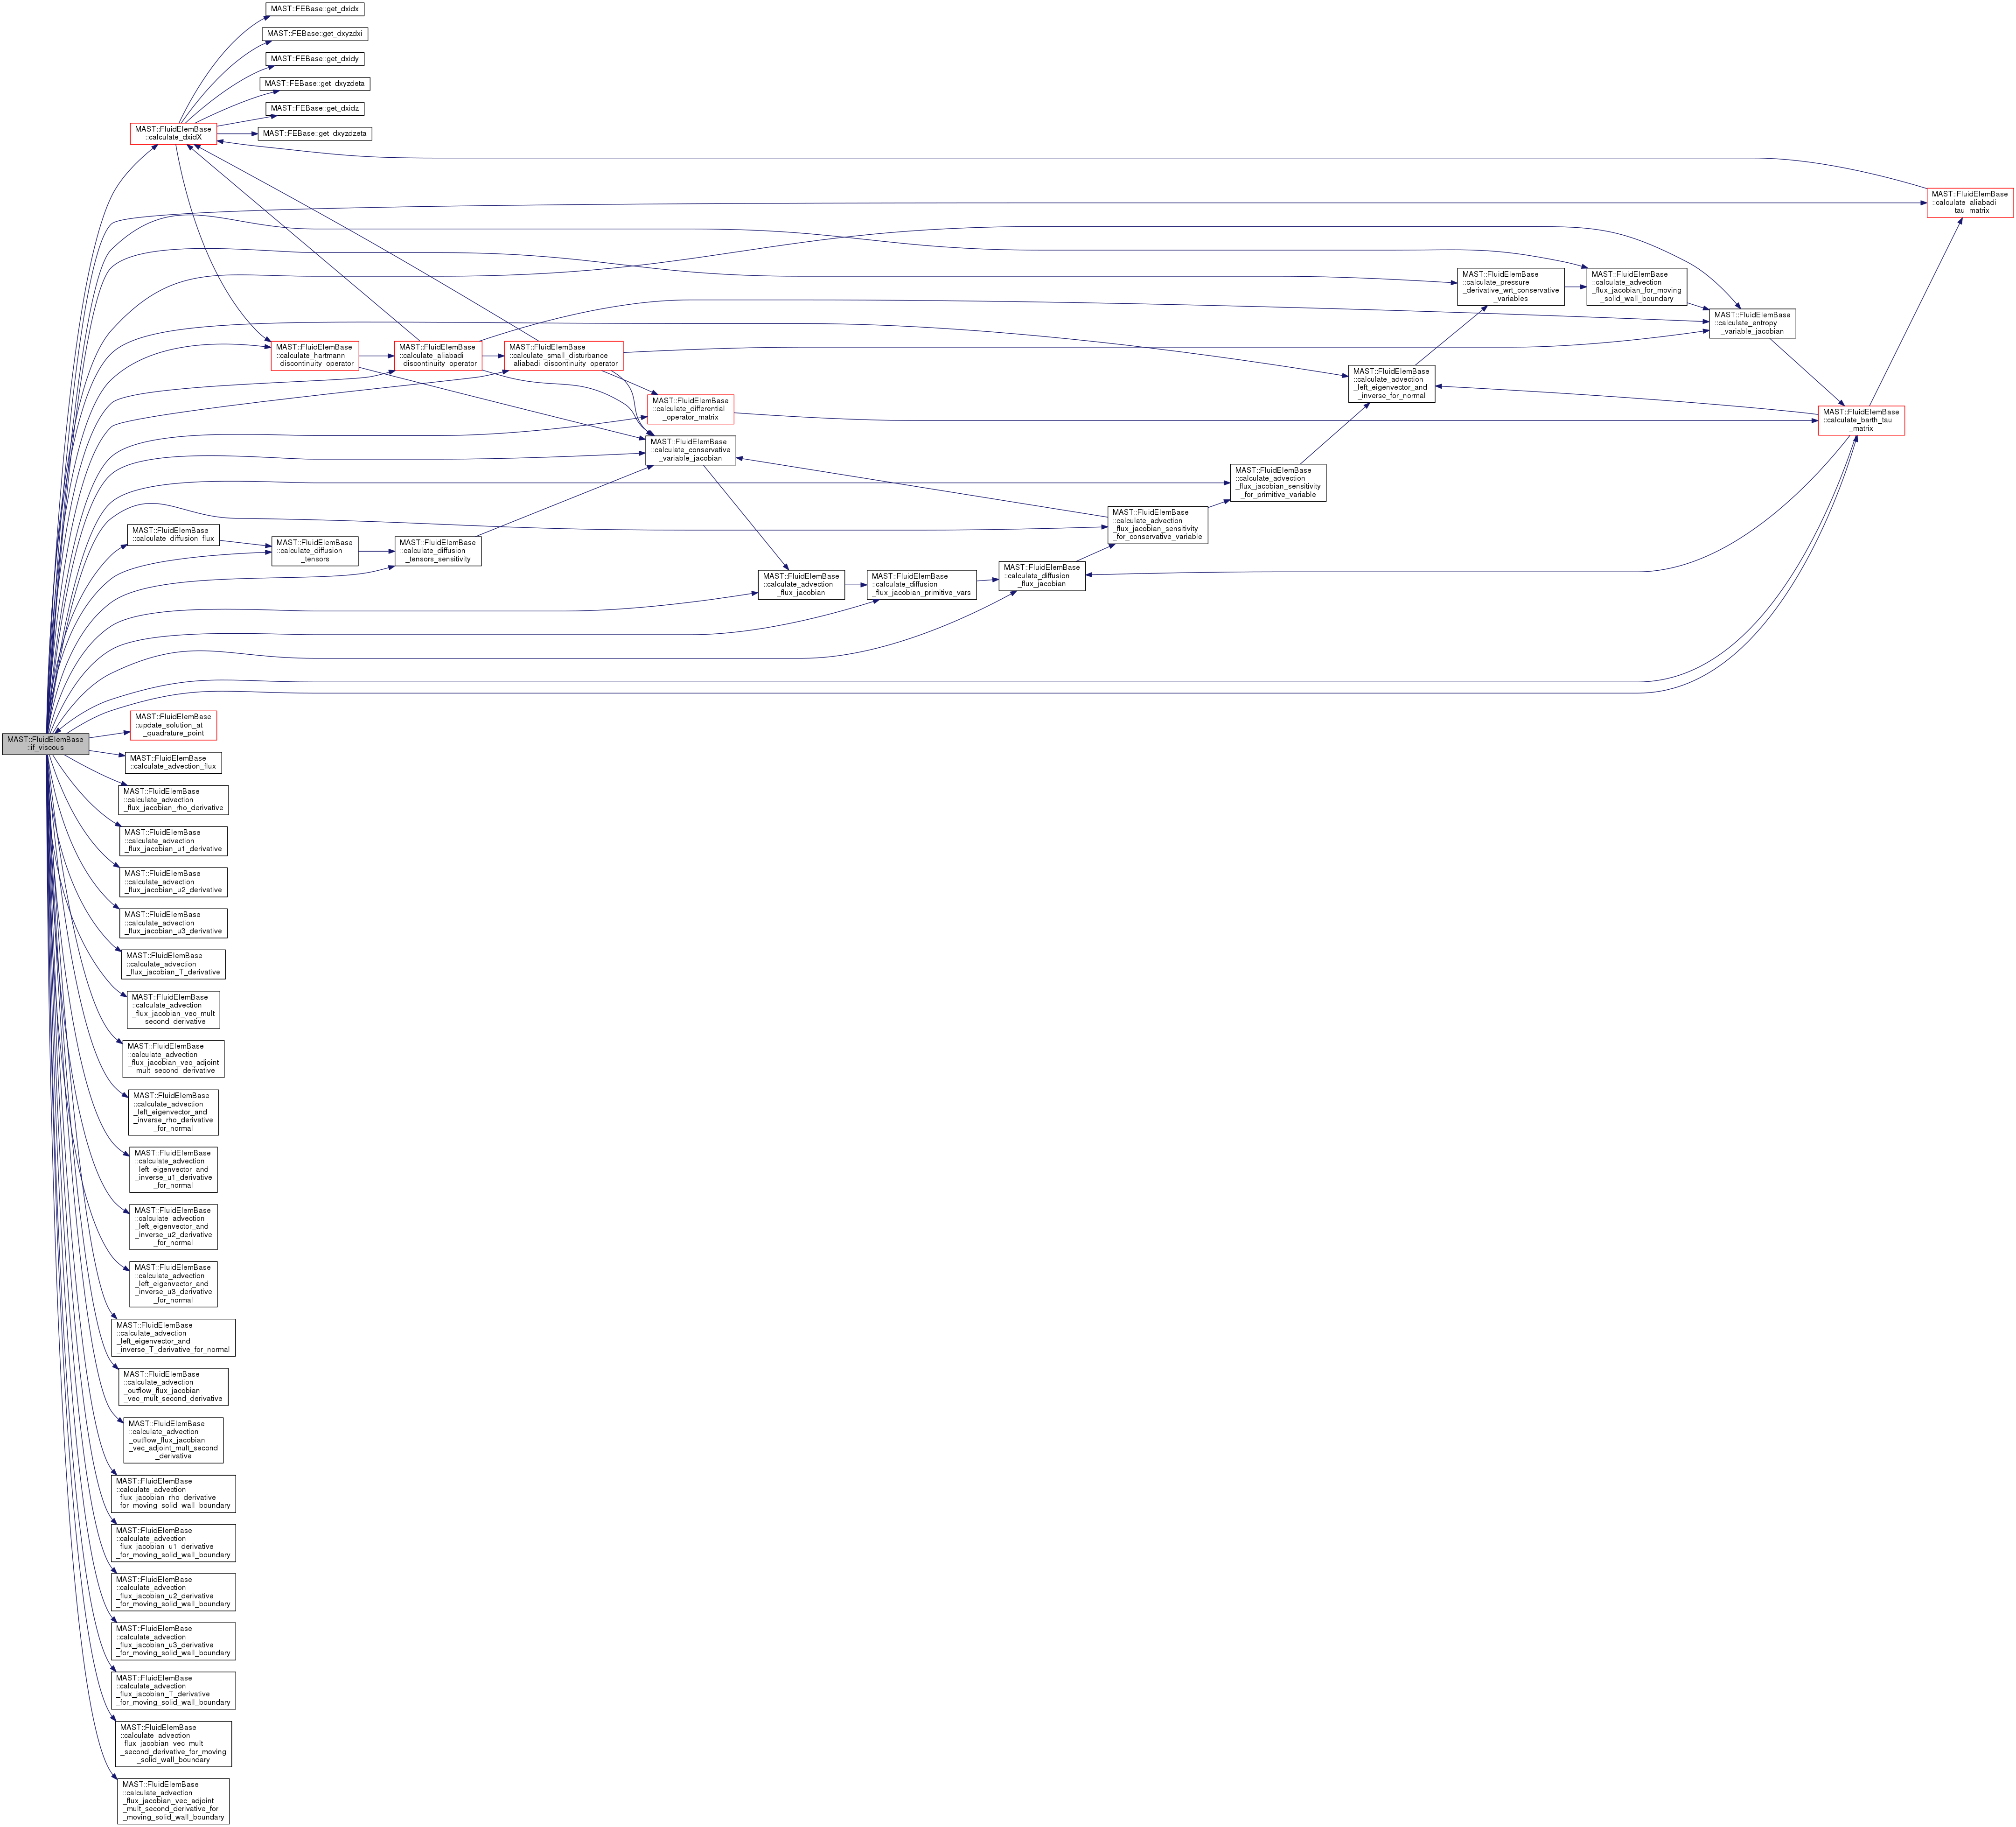 MAST::FEBase::get_dxidx
MAST::FEBase::get_dxyzdxi
MAST::FEBase::get_dxidy
MAST::FEBase::get_dxyzdeta
MAST::FEBase::get_dxidz
MAST::FEBase::get_dxyzdzeta
MAST::FluidElemBase
::calculate_dxidX
MAST::FluidElemBase
::calculate_aliabadi
_tau_matrix
MAST::FluidElemBase
::calculate_pressure
_derivative_wrt_conservative
_variables
MAST::FluidElemBase
::calculate_advection
_flux_jacobian_for_moving
_solid_wall_boundary
MAST::FluidElemBase
::calculate_entropy
_variable_jacobian
MAST::FluidElemBase
::calculate_hartmann
_discontinuity_operator
MAST::FluidElemBase
::calculate_aliabadi
_discontinuity_operator
MAST::FluidElemBase
::calculate_small_disturbance
_aliabadi_discontinuity_operator
MAST::FluidElemBase
::calculate_advection
_left_eigenvector_and
_inverse_for_normal
MAST::FluidElemBase
::calculate_differential
_operator_matrix
MAST::FluidElemBase
::calculate_barth_tau
_matrix
MAST::FluidElemBase
::calculate_conservative
_variable_jacobian
MAST::FluidElemBase
::calculate_advection
_flux_jacobian_sensitivity
_for_primitive_variable
MAST::FluidElemBase
::calculate_advection
_flux_jacobian_sensitivity
_for_conservative_variable
MAST::FluidElemBase
::calculate_diffusion_flux
MAST::FluidElemBase
::calculate_diffusion
_tensors
MAST::FluidElemBase
::calculate_diffusion
_tensors_sensitivity
MAST::FluidElemBase
::calculate_advection
_flux_jacobian
MAST::FluidElemBase
::calculate_diffusion
_flux_jacobian_primitive_vars
MAST::FluidElemBase
::calculate_diffusion
_flux_jacobian
MAST::FluidElemBase
::if_viscous
MAST::FluidElemBase
::update_solution_at
_quadrature_point
MAST::FluidElemBase
::calculate_advection_flux
MAST::FluidElemBase
::calculate_advection
_flux_jacobian_rho_derivative
MAST::FluidElemBase
::calculate_advection
_flux_jacobian_u1_derivative
MAST::FluidElemBase
::calculate_advection
_flux_jacobian_u2_derivative
MAST::FluidElemBase
::calculate_advection
_flux_jacobian_u3_derivative
MAST::FluidElemBase
::calculate_advection
_flux_jacobian_T_derivative
MAST::FluidElemBase
::calculate_advection
_flux_jacobian_vec_mult
_second_derivative
MAST::FluidElemBase
::calculate_advection
_flux_jacobian_vec_adjoint
_mult_second_derivative
MAST::FluidElemBase
::calculate_advection
_left_eigenvector_and
_inverse_rho_derivative
_for_normal
MAST::FluidElemBase
::calculate_advection
_left_eigenvector_and
_inverse_u1_derivative
_for_normal
MAST::FluidElemBase
::calculate_advection
_left_eigenvector_and
_inverse_u2_derivative
_for_normal
MAST::FluidElemBase
::calculate_advection
_left_eigenvector_and
_inverse_u3_derivative
_for_normal
MAST::FluidElemBase
::calculate_advection
_left_eigenvector_and
_inverse_T_derivative_for_normal
MAST::FluidElemBase
::calculate_advection
_outflow_flux_jacobian
_vec_mult_second_derivative
MAST::FluidElemBase
::calculate_advection
_outflow_flux_jacobian
_vec_adjoint_mult_second
_derivative
MAST::FluidElemBase
::calculate_advection
_flux_jacobian_rho_derivative
_for_moving_solid_wall_boundary
MAST::FluidElemBase
::calculate_advection
_flux_jacobian_u1_derivative
_for_moving_solid_wall_boundary
MAST::FluidElemBase
::calculate_advection
_flux_jacobian_u2_derivative
_for_moving_solid_wall_boundary
MAST::FluidElemBase
::calculate_advection
_flux_jacobian_u3_derivative
_for_moving_solid_wall_boundary
MAST::FluidElemBase
::calculate_advection
_flux_jacobian_T_derivative
_for_moving_solid_wall_boundary
MAST::FluidElemBase
::calculate_advection
_flux_jacobian_vec_mult
_second_derivative_for_moving
_solid_wall_boundary
MAST::FluidElemBase
::calculate_advection
_flux_jacobian_vec_adjoint
_mult_second_derivative_for
_moving_solid_wall_boundary